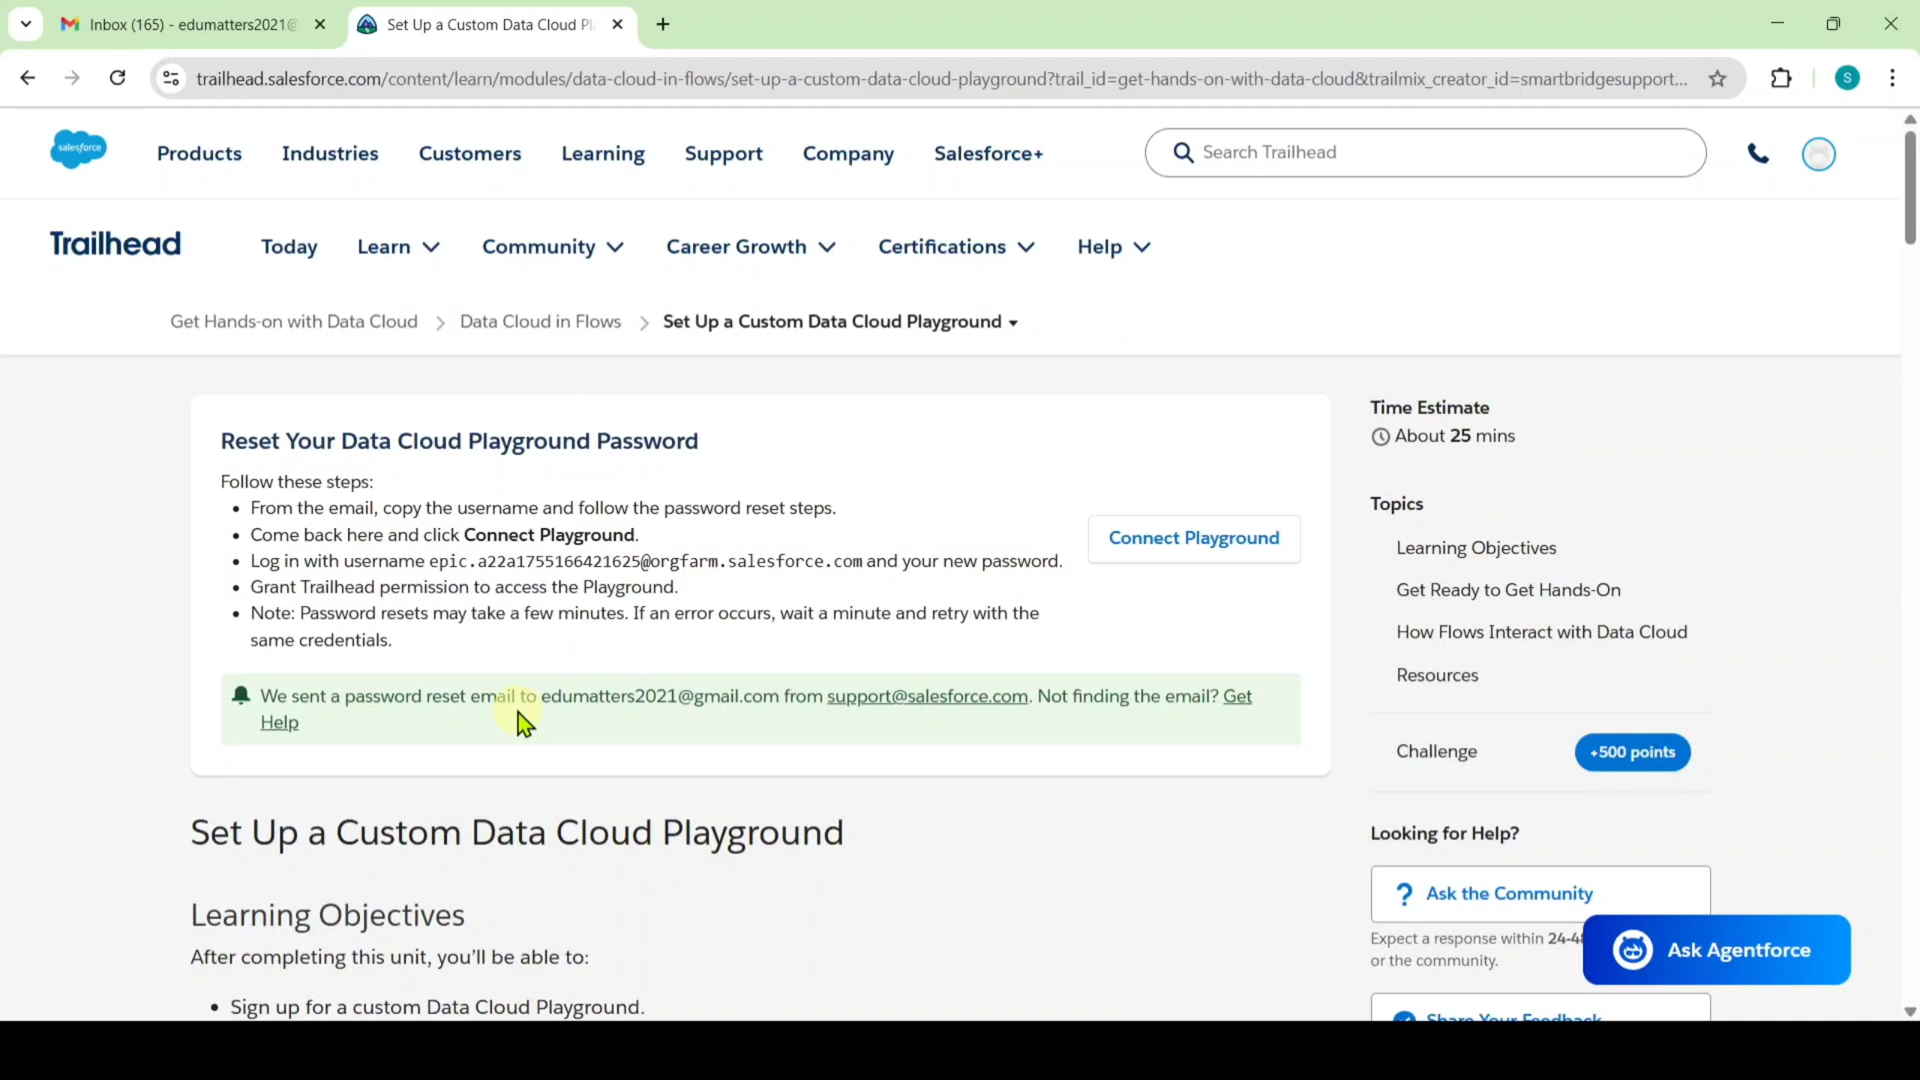 Inbox (165) - edumatters2021@
Set Up a Custom Data Cloud Pl
trailhead.salesforce.com/content/learn/modules/data-cloud-in-flows/set-up-a-custom-data-cloud-playground?trail_id=get-hands-on-with-data-cloud&trailmix_creator_id=smartbridgesupport...
S
salesforce
Products
Industries
Customers
Learning
Support
Company
Salesforce+
Search Trailhead
Trailhead
Today
Learn
Community
Career Growth
Certifications
Help
Get Hands-on with Data Cloud
Data Cloud in Flows
Set Up a Custom Data Cloud Playground
Reset Your Data Cloud Playground Password
Follow these steps:
• From the email, copy the username and follow the password reset steps.
• Come back here and click Connect Playground.
• Log in with username epic.a22a1755166421625@orgfarm.salesforce.com and your new password.
• Grant Trailhead permission to access the Playground.
• Note: Password resets may take a few minutes. If an error occurs, wait a minute and retry with the
same credentials.
Connect Playground
We sent a password reset email to edumatters2021@gmail.com from support@salesforce.com. Not finding the email? Get
Help
Set Up a Custom Data Cloud Playground
Learning Objectives
After completing this unit, you’ll be able to:
• Sign up for a custom Data Cloud Playground.
Time Estimate
About 25 mins
Topics
Learning Objectives
Get Ready to Get Hands-On
How Flows Interact with Data Cloud
Resources
Challenge
+500 points
Looking for Help?
? Ask the Community
Expect a response within 24-48
or the community.
Ask Agentforce
Share Your Feedback